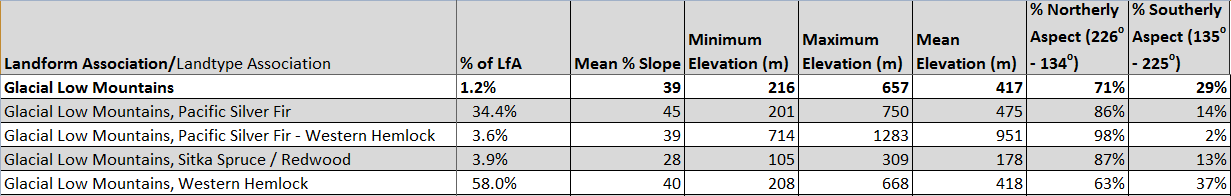 Landform Association/Landtype Association % of LfA Mean % Slope Minimum Elevation (m) Maximum Elevation (m) Mean Elevation (m) % Northerly Aspect (226° - 134°) % Southerly Aspect (135° - 225°)
Glacial Low Mountains 1.2% 39 216 657 417 71% 29%
Glacial Low Mountains, Pacific Silver Fir 34.4% 45 201 750 475 86% 14%
Glacial Low Mountains, Pacific Silver Fir - Western Hemlock 3.6% 39 714 1283 951 98% 2%
Glacial Low Mountains, Sitka Spruce / Redwood 3.9% 28 105 309 178 87% 13%
Glacial Low Mountains, Western Hemlock 58.0% 40 208 668 418 63% 37%